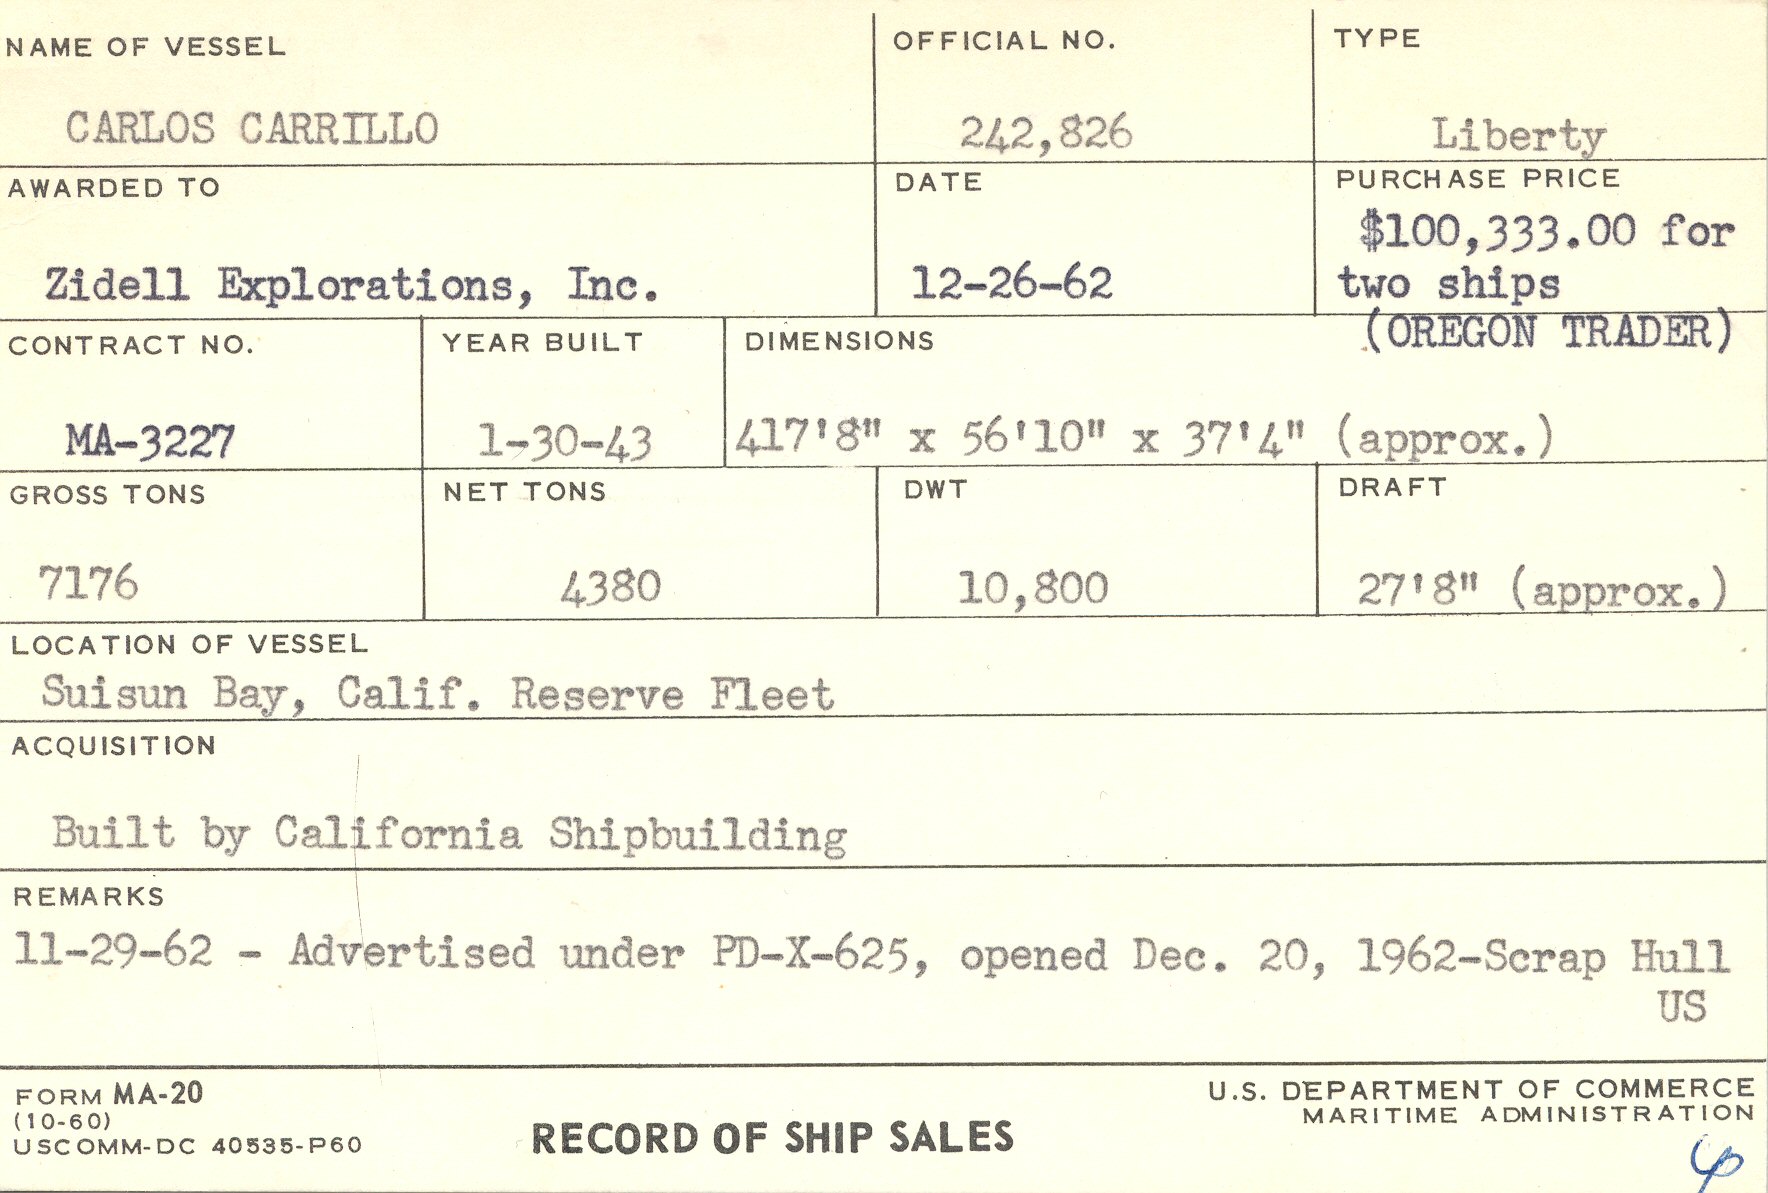 NAME OF VESSEL
CARLOS CARRILLO
OFFICIAL NO.
242,826
TYPE
Liberty
AWARDED TO
Zidell Explorations, Inc.
DATE
12-26-62
PURCHASE PRICE
$100,333.00 for
two ships
(OREGON TRADER)
CONTRACT NO.
MA-3227
YEAR BUILT
1-30-43
DIMENSIONS
417'8" x 56'10" x 37'4" (approx.)
GROSS TONS
7176
NET TONS
4380
DWT
10,800
DRAFT
27'8" (approx.)
LOCATION OF VESSEL
Suisun Bay, Calif. Reserve Fleet
ACQUISITION
Built by California Shipbuilding
REMARKS
11-29-62 - Advertised under PD-X-625, opened Dec. 20, 1962-Scrap Hull
US
FORM MA-20
(10-60)
USCOMM-DC 40535-P60
RECORD OF SHIP SALES
U.S. DEPARTMENT OF COMMERCE
MARITIME ADMINISTRATION